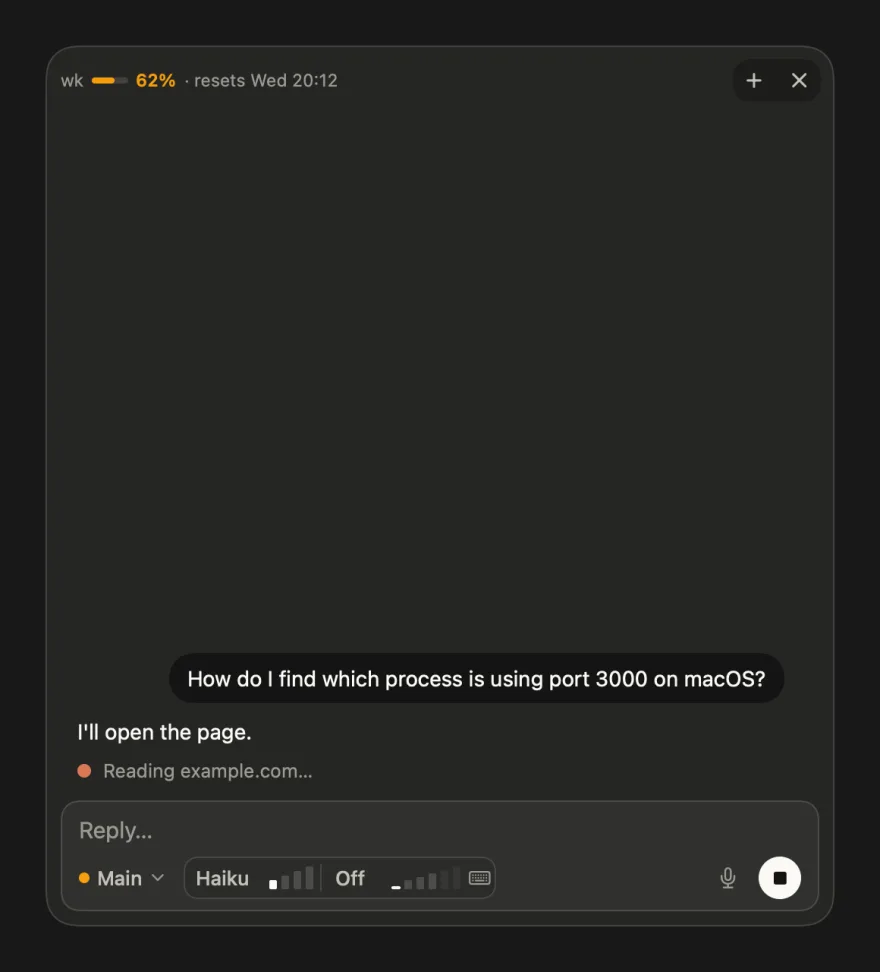 wk 62% · resets Wed 20:12
How do I find which process is using port 3000 on macOS?
I'll open the page.
Reading example.com...
Reply...
Main Haiku Off